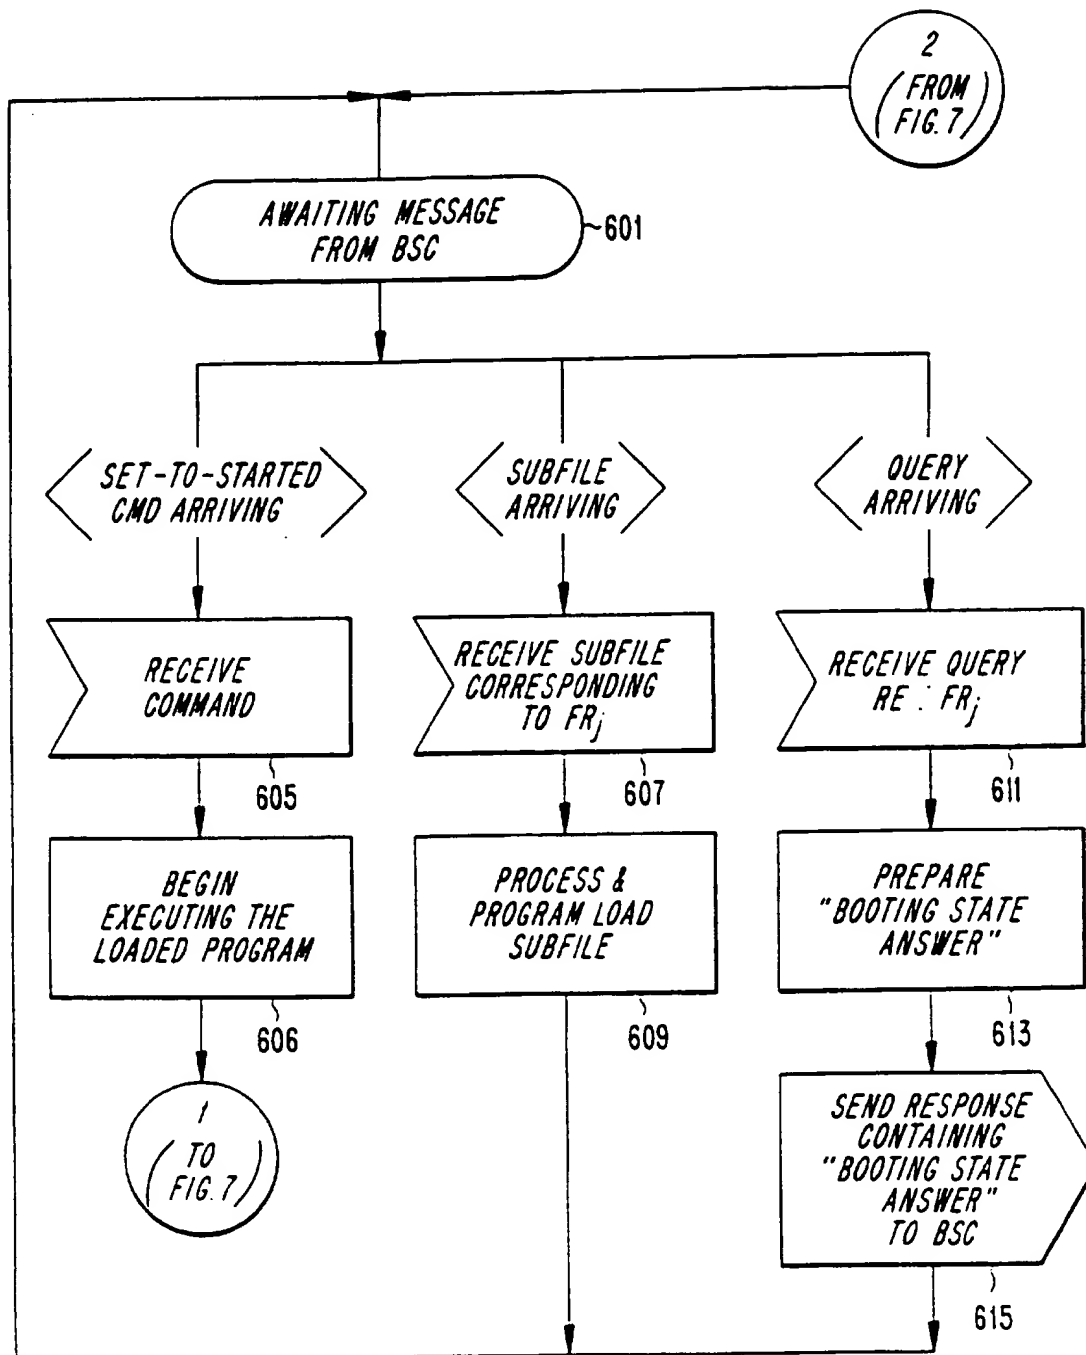 2
(FROM
FIG. 7)
AWAITING MESSAGE
FROM BSC
601
SET-TO-STARTED
CMD ARRIVING
SUBFILE
ARRIVING
QUERY
ARRIVING
RECEIVE
COMMAND
605
RECEIVE SUBFILE
CORRESPONDING
TO FRj
607
RECEIVE QUERY
RE: FRj
611
BEGIN
EXECUTING THE
LOADED PROGRAM
606
PROCESS &
PROGRAM LOAD
SUBFILE
609
PREPARE
"BOOTING STATE
ANSWER"
613
1
(TO
FIG. 7)
SEND RESPONSE
CONTAINING
"BOOTING STATE
ANSWER"
TO BSC
615